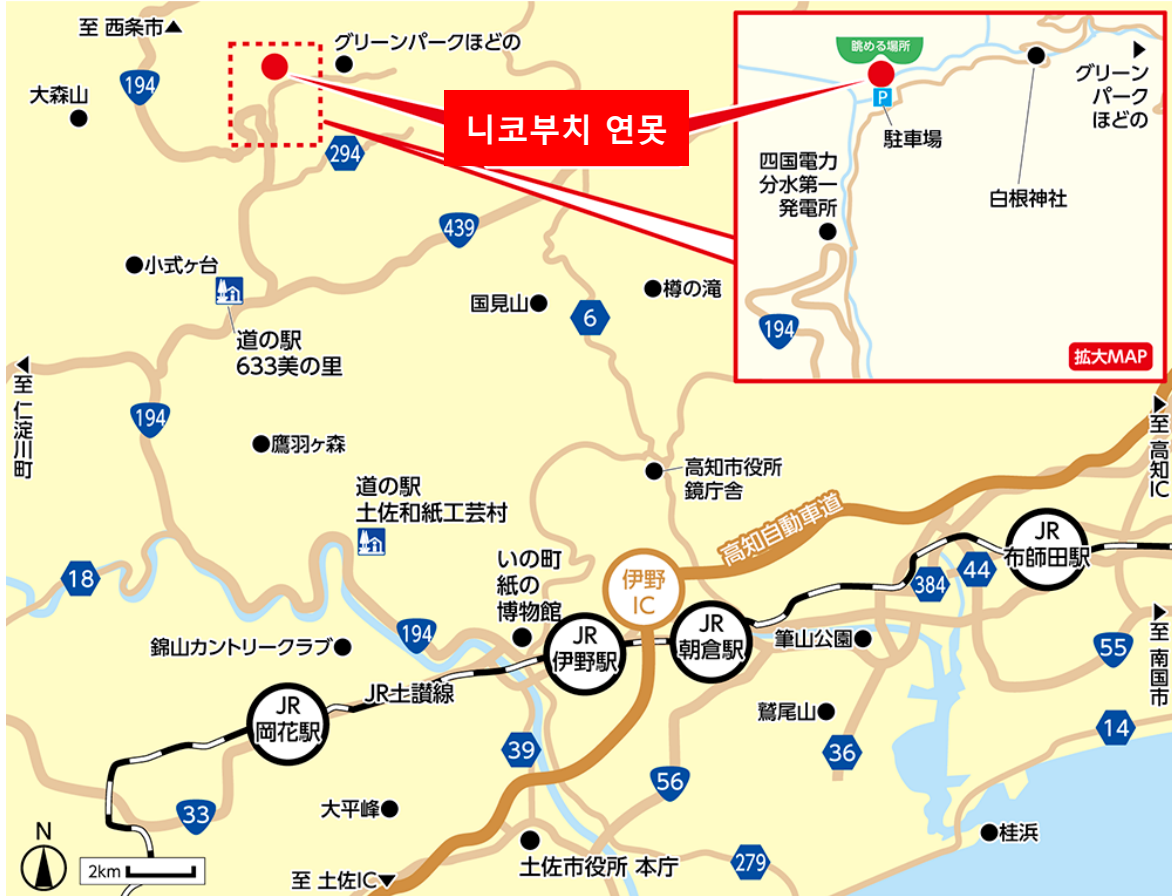 至 西条市▲
グリーンパークほどの
194
大森山
294
439
小式ヶ台
道の駅
633美の里
国見山
樽の滝
6
니코부치 연못
眺める場所
P
駐車場
グリーン
パーク
ほどの
四国電力
分水第一
発電所
白根神社
194
拡大MAP
至 仁淀川町
194
鷹羽ヶ森
高知市役所
鏡庁舎
至 高知IC
道の駅
土佐和紙工芸村
高知自動車道
いの町
紙の
博物館
伊野
IC
JR
布師田駅
18
384
44
194
JR
伊野駅
JR
朝倉駅
筆山公園
錦山カントリークラブ
55
至 南国市
JR土讃線
JR
岡花駅
鷲尾山
14
39
36
56
33
大平峰
桂浜
N
2km
土佐市役所 本庁
279
至 土佐IC▼